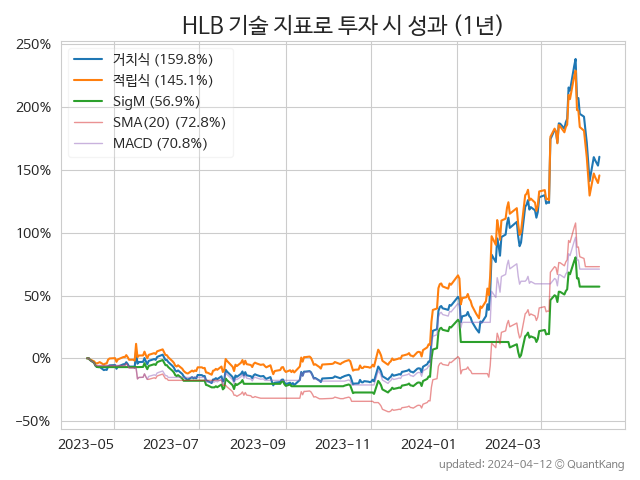 HLB 기술 지표로 투자 시 성과 (1년)
250%
200%
150%
100%
50%
0%
−50%
거치식 (159.8%)
적립식 (145.1%)
SigM (56.9%)
SMA(20) (72.8%)
MACD (70.8%)
2023-05 2023-07 2023-09 2023-11 2024-01 2024-03
updated: 2024-04-12 © QuantKang